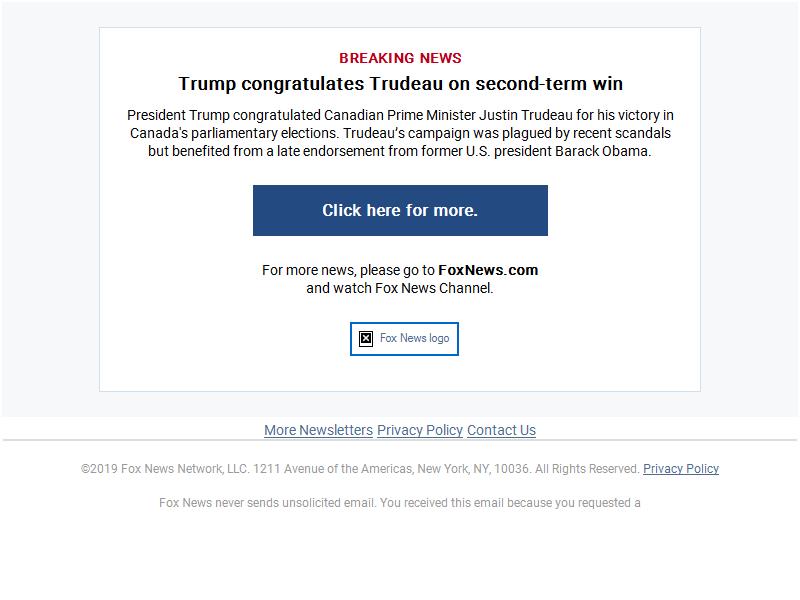 BREAKING NEWS
Trump congratulates Trudeau on second-term win
President Trump congratulated Canadian Prime Minister Justin Trudeau for his victory in
Canada's parliamentary elections. Trudeau’s campaign was plagued by recent scandals
but benefited from a late endorsement from former U.S. president Barack Obama.
Click here for more.
For more news, please go to FoxNews.com
and watch Fox News Channel.
Fox News logo
More Newsletters Privacy Policy Contact Us
©2019 Fox News Network, LLC. 1211 Avenue of the Americas, New York, NY, 10036. All Rights Reserved. Privacy Policy
Fox News never sends unsolicited email. You received this email because you requested a